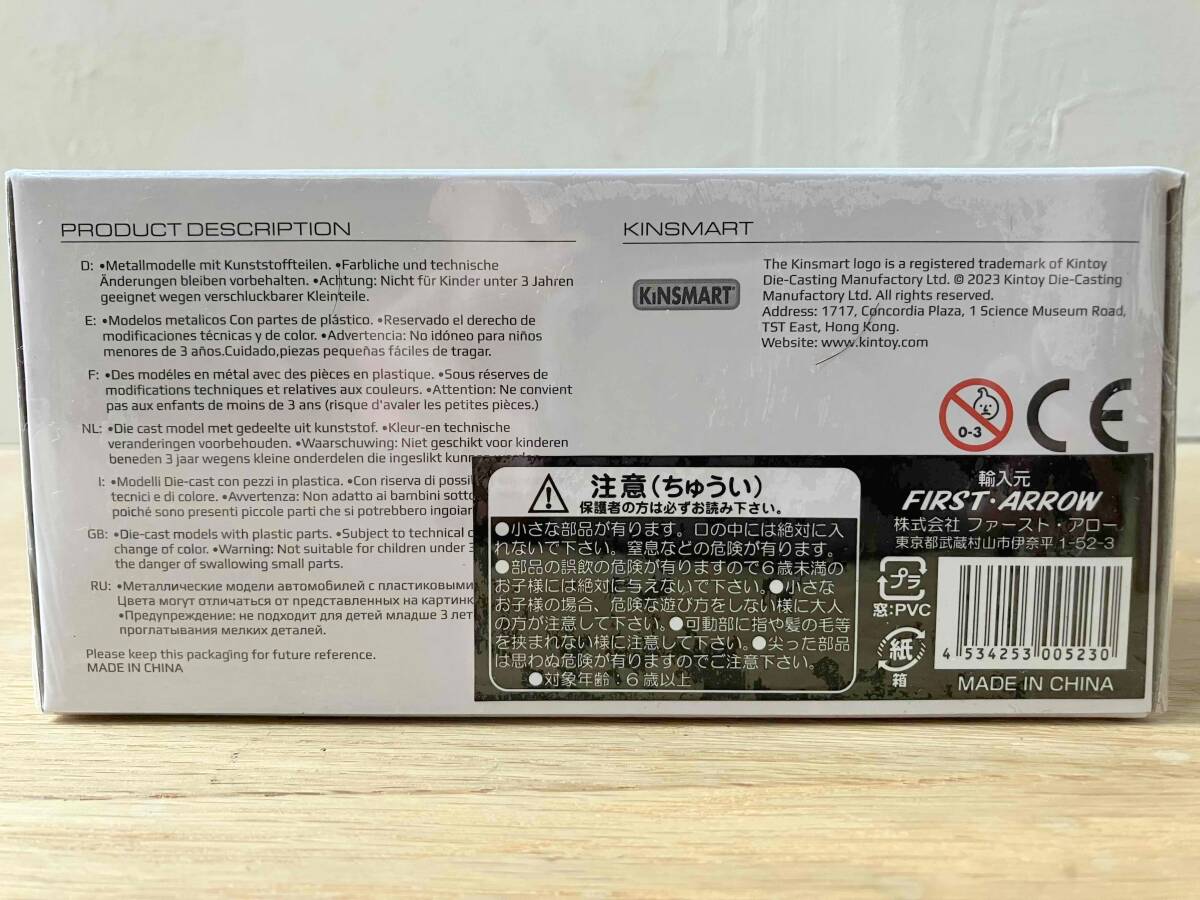 PRODUCT DESCRIPTION
D: •Metallmodelle mit Kunststoffteilen. •Farbliche und technische
Änderungen bleiben vorbehalten. •Achtung: Nicht für Kinder unter 3 Jahren
geeignet wegen verschluckbarer Kleinteile.
E: •Modelos metalicos Con partes de plástico. •Reservado el derecho de
modificaciones técnicas y de color. •Advertencia: No idóneo para niños
menores de 3 años.Cuidado,piezas pequeñas fáciles de tragar.
F: •Des modéles en métal avec des pièces en plastique. •Sous réserves de
modifications techniques et relatives aux couleurs. •Attention: Ne convient
pas aux enfants de moins de 3 ans (risque d'avaler les petites pièces.)
NL: •Die cast model met gedeelte uit kunststof. •Kleur-en technische
veranderingen voorbehouden. •Waarschuwing: Niet geschikt voor kinderen
beneden 3 jaar wegens kleine onderdelen die ingeslikt
I: •Modelli Die-cast con pezzi in plastica. •Con riserva di
tecnici e di colore. •Avvertenza: Non adatto ai bambini
poiché sono presenti piccole parti che si potrebbero
GB: •Die-cast models with plastic parts. •Subject to technical
change of color. •Warning: Not suitable for children under
the danger of swallowing small parts.
RU: •Металлические модели автомобилей с пластиковыми
Цвета могут отличаться от представленных на
•Предупреждение: не подходит для детей младше 3
проглатывания мелких деталей.
Please keep this packaging for future reference.
MADE IN CHINA
KINSMART
KiNSMART
The Kinsmart logo is a registered trademark of Kintoy
Die-Casting Manufactory Ltd. © 2023 Kintoy Die-Casting
Manufactory Ltd. All rights reserved.
Address: 1717, Concordia Plaza, 1 Science Museum Road,
TST East, Hong Kong.
Website: www.kintoy.com
0-3
CE
注意(ちゅうい)
保護者の方は必ずお読み下さい。
●小さな部品が有ります。口の中には絶対に入
れないで下さい。窒息などの危険が有ります。
●部品の誤飲の危険が有りますので6歳未満の
お子様には絶対に与えないで下さい。●小さな
お子様の場合、危険な遊び方をしない様に大人
の方が注意して下さい。●可動部に指や髪の毛等
を挟まれない様に注意して下さい。●尖った部品
は思わぬ危険が有りますのでご注意下さい。
●対象年齢:6歳以上
輸入元
FIRST・ARROW
株式会社 ファースト・アロー
東京都武蔵村山市伊奈平1-52-3
プラ
窓:PVC
紙
箱
4 534253 005230
MADE IN CHINA